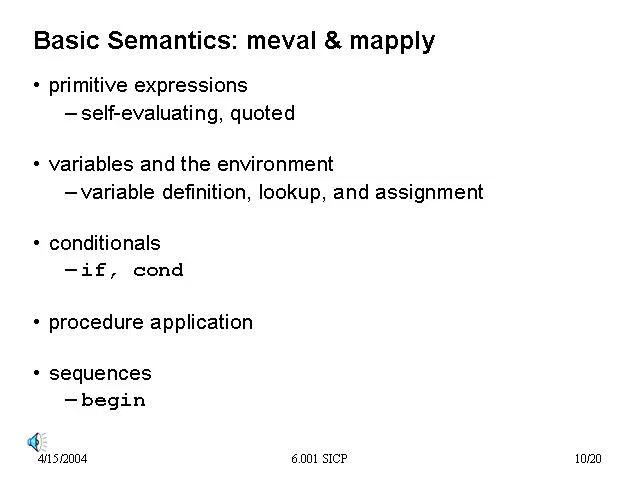 Basic Semantics: meval & mapply
• primitive expressions
– self-evaluating, quoted
• variables and the environment
– variable definition, lookup, and assignment
• conditionals
– if, cond
• procedure application
• sequences
– begin
4/15/2004 6.001 SICP 10/20